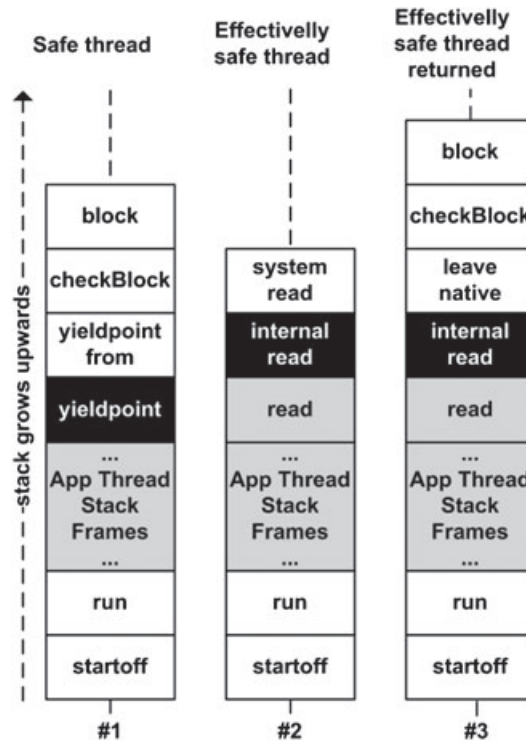 Safe thread
Effectivelly
safe thread
Effectivelly
safe thread
returned
stack grows upwards
block
checkBlock
yieldpoint
from
yieldpoint
...
App Thread
Stack
Frames
...
run
startoff
#1
system
read
internal
read
read
...
App Thread
Stack
Frames
...
run
startoff
#2
block
checkBlock
leave
native
internal
read
read
...
App Thread
Stack
Frames
...
run
startoff
#3